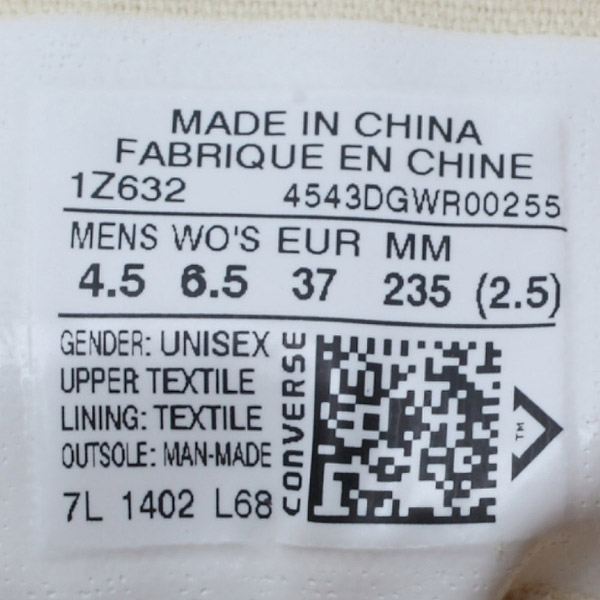 MADE IN CHINA
FABRIQUE EN CHINE
1Z632 4543DGWR00255
MENS WO'S EUR MM
4.5 6.5 37 235 (2.5)
GENDER: UNISEX
UPPER TEXTILE
LINING: TEXTILE
OUTSOLE: MAN-MADE
7L 1402 L68
CONVERSE
TM